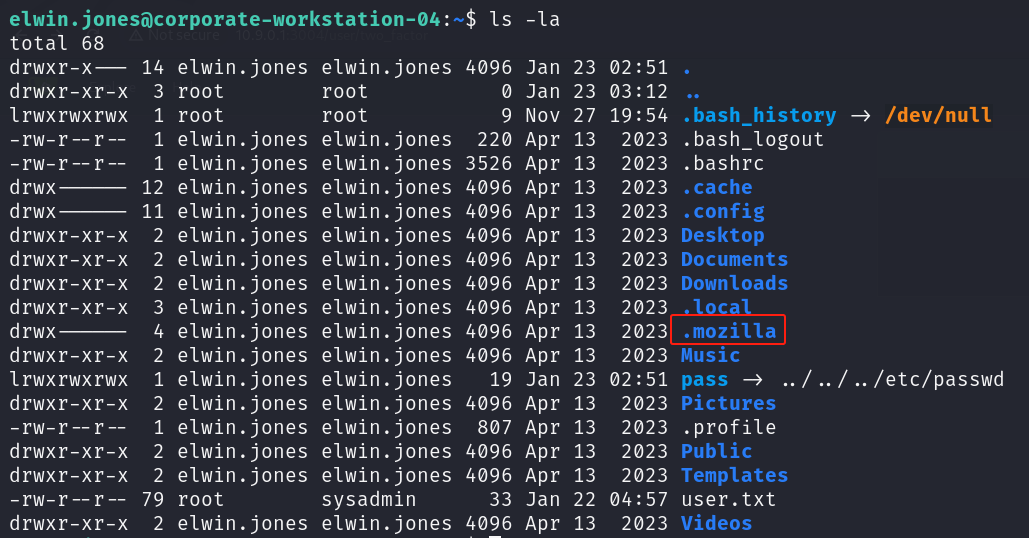 elwin.jones@corporate-workstation-04:~$ ls -la
total 68
drwxr-x--- 14 elwin.jones elwin.jones 4096 Jan 23 02:51 .
drwxr-xr-x  3 root        root           0 Jan 23 03:12 ..
lrwxrwxrwx  1 root        root           9 Nov 27 19:54 .bash_history -> /dev/null
-rw-r--r--  1 elwin.jones elwin.jones  220 Apr 13  2023 .bash_logout
-rw-r--r--  1 elwin.jones elwin.jones 3526 Apr 13  2023 .bashrc
drwx------ 12 elwin.jones elwin.jones 4096 Apr 13  2023 .cache
drwx------ 11 elwin.jones elwin.jones 4096 Apr 13  2023 .config
drwxr-xr-x  2 elwin.jones elwin.jones 4096 Apr 13  2023 Desktop
drwxr-xr-x  2 elwin.jones elwin.jones 4096 Apr 13  2023 Documents
drwxr-xr-x  2 elwin.jones elwin.jones 4096 Apr 13  2023 Downloads
drwxr-xr-x  3 elwin.jones elwin.jones 4096 Apr 13  2023 .local
drwx------  4 elwin.jones elwin.jones 4096 Apr 13  2023 .mozilla
drwxr-xr-x  2 elwin.jones elwin.jones 4096 Apr 13  2023 Music
lrwxrwxrwx  1 elwin.jones elwin.jones   19 Jan 23 02:51 pass -> ../../../etc/passwd
drwxr-xr-x  2 elwin.jones elwin.jones 4096 Apr 13  2023 Pictures
-rw-r--r--  1 elwin.jones elwin.jones  807 Apr 13  2023 .profile
drwxr-xr-x  2 elwin.jones elwin.jones 4096 Apr 13  2023 Public
drwxr-xr-x  2 elwin.jones elwin.jones 4096 Apr 13  2023 Templates
-rw-r--r-- 79 root        sysadmin      33 Jan 22 04:57 user.txt
drwxr-xr-x  2 elwin.jones elwin.jones 4096 Apr 13  2023 Videos